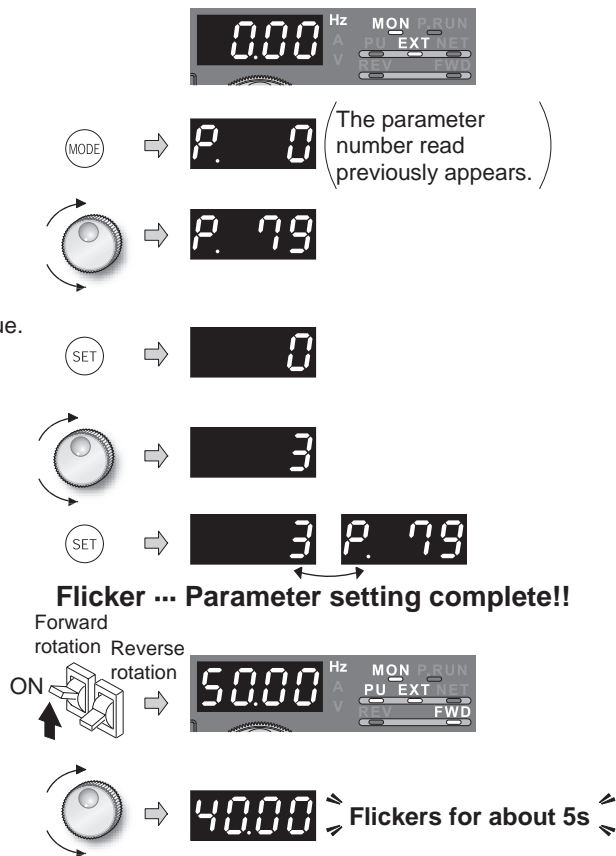 0.00 Hz MON P.RUN
A PU EXT NET
V REV FWD
MODE P. 0 The parameter
number read
previously appears.
P. 79
ue.
SET 0
3
SET 3 P. 79
Flicker ··· Parameter setting complete!!
Forward
rotation Reverse
rotation
ON 50.00 Hz MON P.RUN
A PU EXT NET
V REV FWD
40.00 Flickers for about 5s